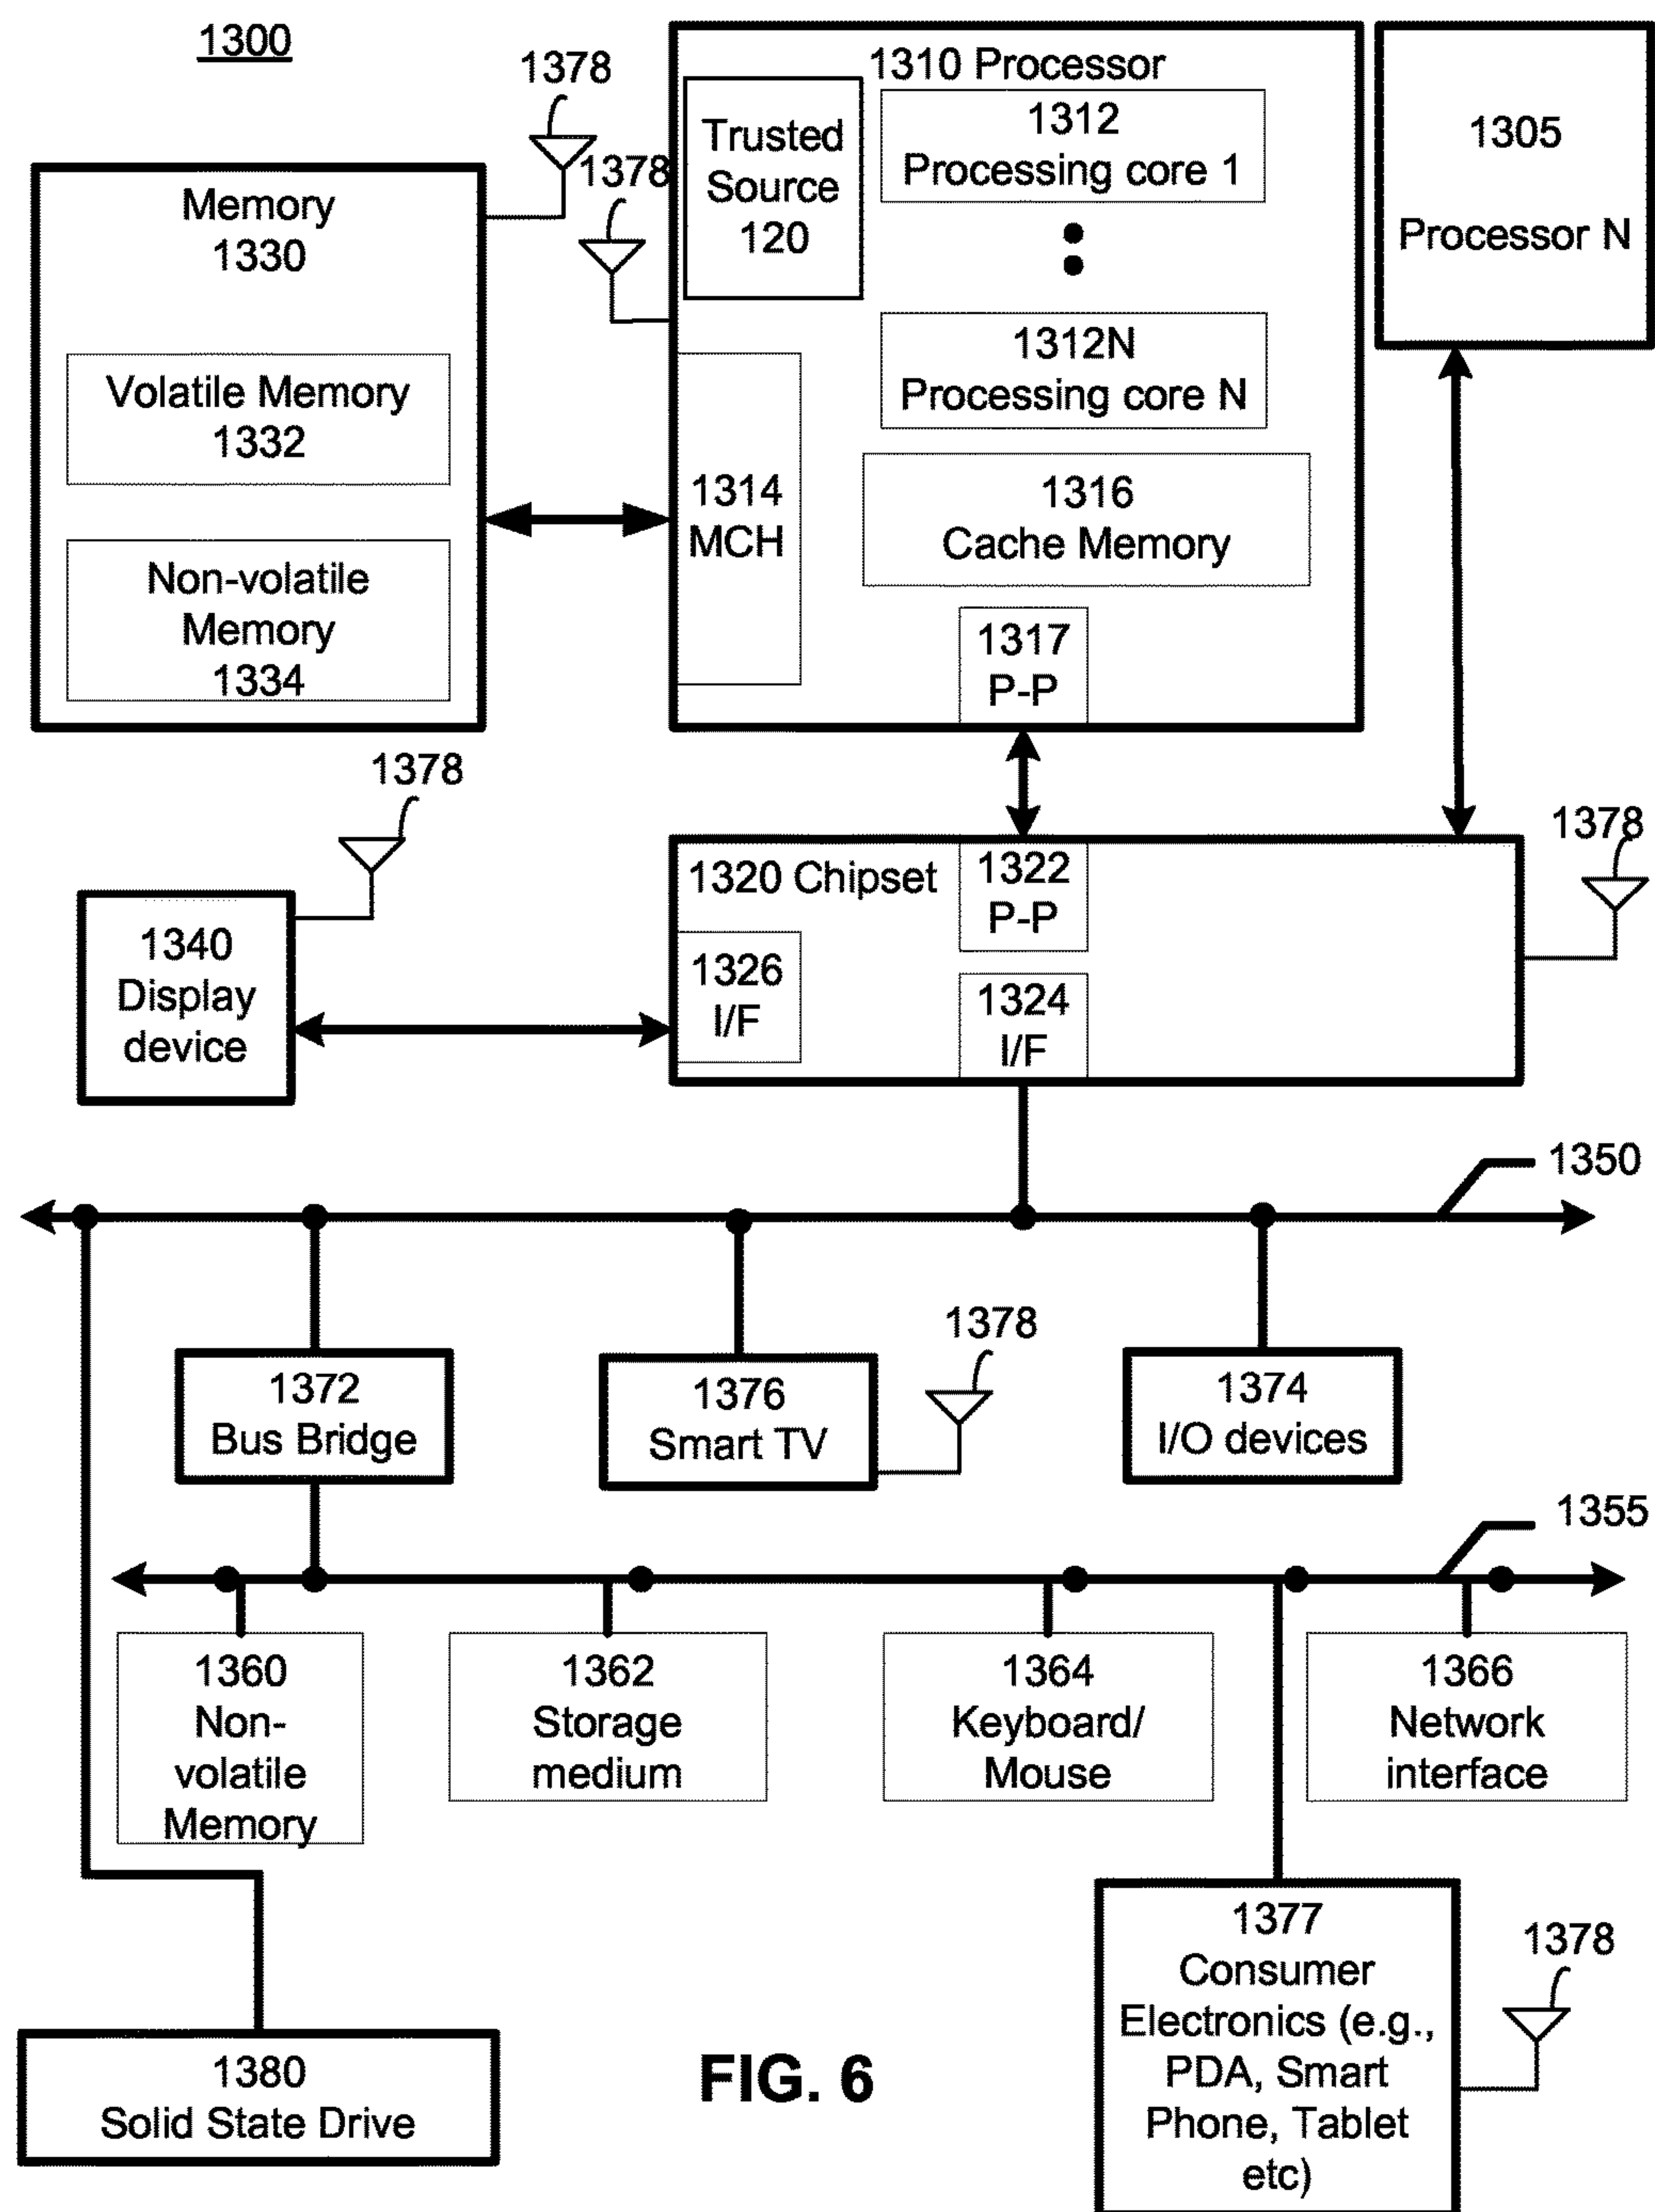 1300
1378
1378
1310 Processor
Trusted
Source
120
1312
Processing core 1
1312N
Processing core N
1314
MCH
1316
Cache Memory
1317
P-P
1305
Processor N
Memory
1330
Volatile Memory
1332
Non-volatile
Memory
1334
1378
1340
Display
device
1320 Chipset
1322
P-P
1326
I/F
1324
I/F
1378
1350
1372
Bus Bridge
1376
Smart TV
1378
1374
I/O devices
1355
1360
Non-
volatile
Memory
1362
Storage
medium
1364
Keyboard/
Mouse
1366
Network
interface
1380
Solid State Drive
FIG. 6
1377
Consumer
Electronics (e.g.,
PDA, Smart
Phone, Tablet
etc)
1378